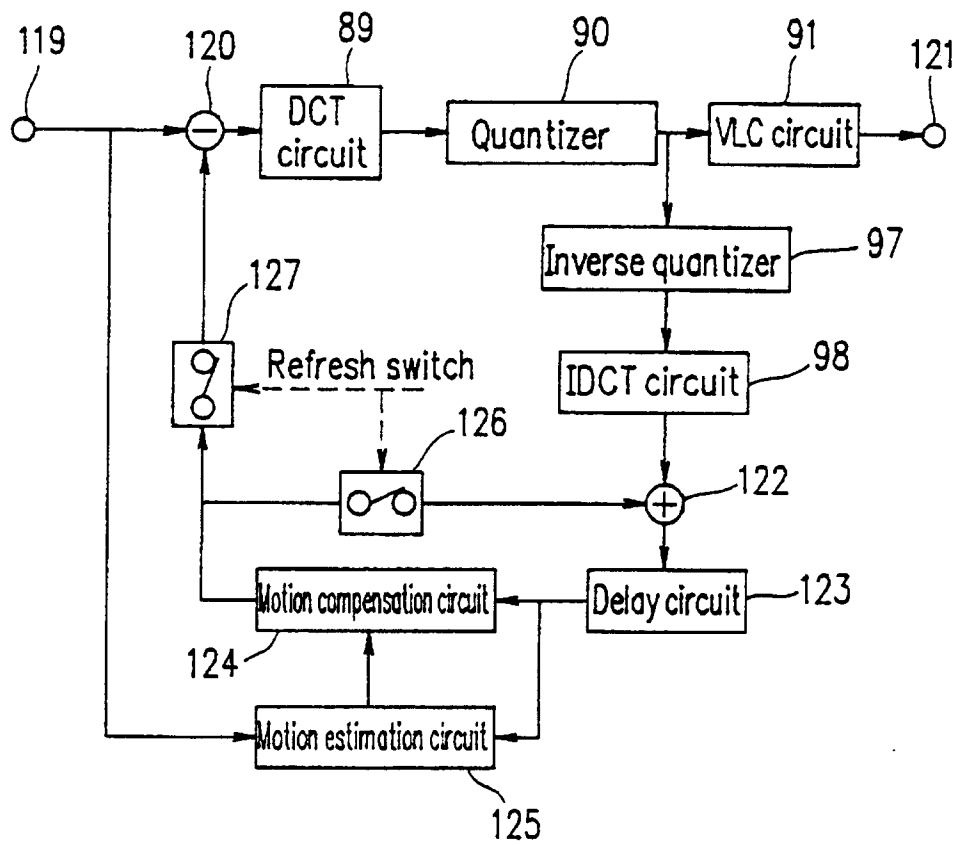 119
120
89
90
91
121
DCT
circuit
Quantizer
VLC circuit
Inverse quantizer
97
127
Refresh switch
IDCT circuit
98
126
122
Motion compensation circuit
Delay circuit
123
124
Motion estimation circuit
125